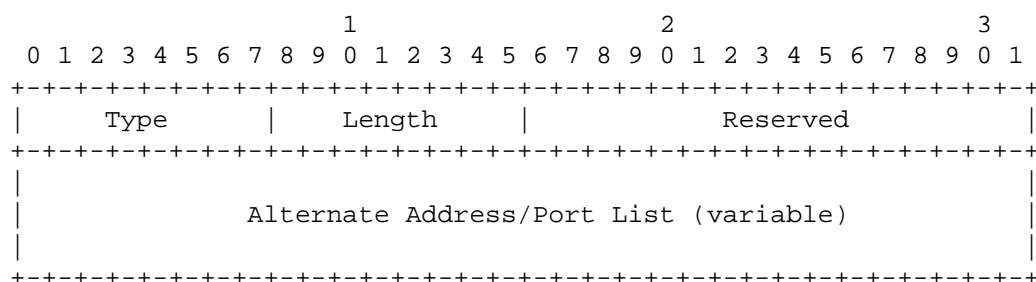 1                   2                   3
 0 1 2 3 4 5 6 7 8 9 0 1 2 3 4 5 6 7 8 9 0 1 2 3 4 5 6 7 8 9 0 1
+-+-+-+-+-+-+-+-+-+-+-+-+-+-+-+-+-+-+-+-+-+-+-+-+-+-+-+-+-+-+-+-+
|     Type      |    Length     |            Reserved           |
+-+-+-+-+-+-+-+-+-+-+-+-+-+-+-+-+-+-+-+-+-+-+-+-+-+-+-+-+-+-+-+-+
|                                                               |
|              Alternate Address/Port List (variable)           |
|                                                               |
+-+-+-+-+-+-+-+-+-+-+-+-+-+-+-+-+-+-+-+-+-+-+-+-+-+-+-+-+-+-+-+-+